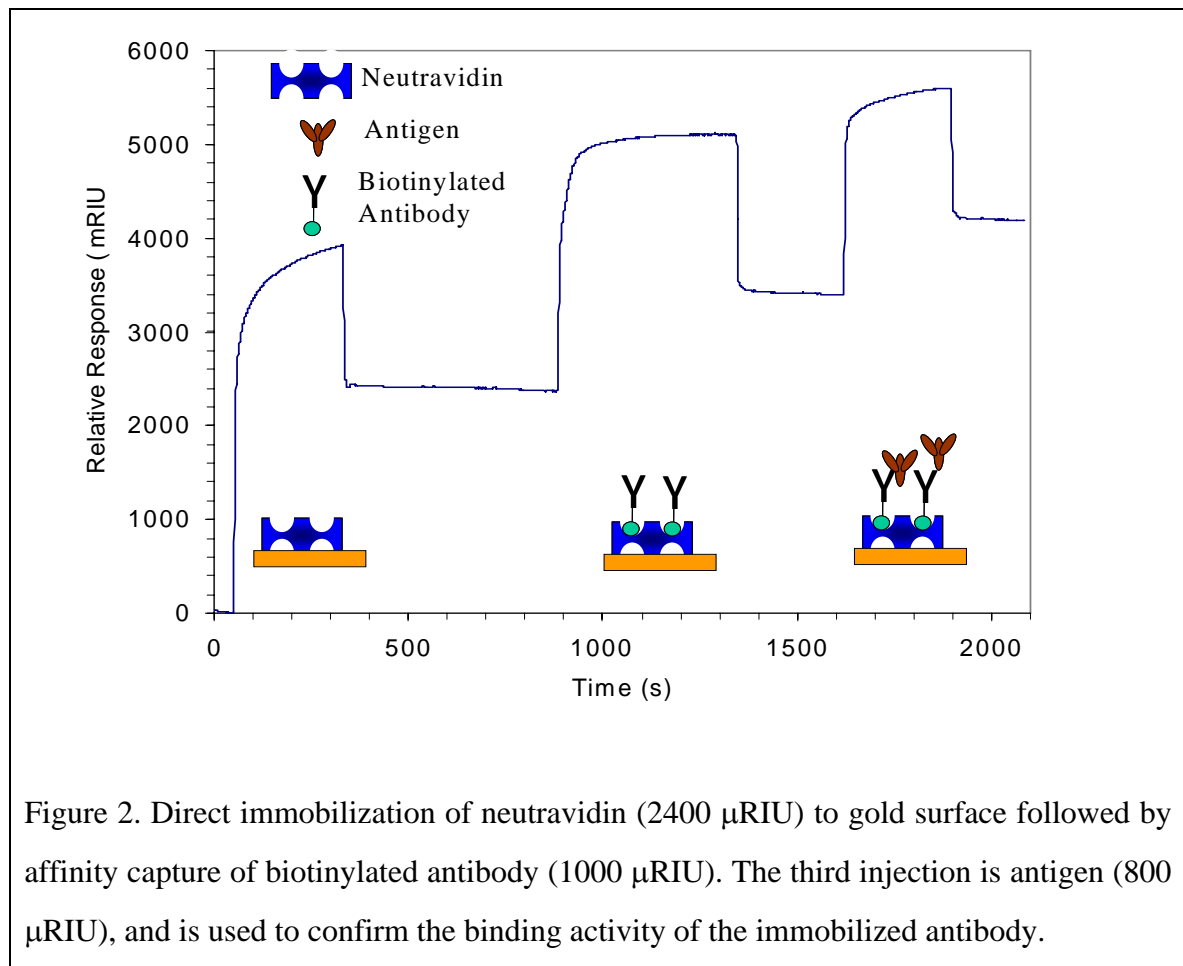 6000
5000
4000
3000
2000
1000
0
Relative Response ( mRIU)
Neutravidin
Antigen
Biotinylated
Antibody
0 500 1000 1500 2000
Time (s)
Figure 2. Direct immobilization of neutravidin (2400 μRIU) to gold surface followed by
affinity capture of biotinylated antibody (1000 μRIU). The third injection is antigen (800
μRIU), and is used to confirm the binding activity of the immobilized antibody.